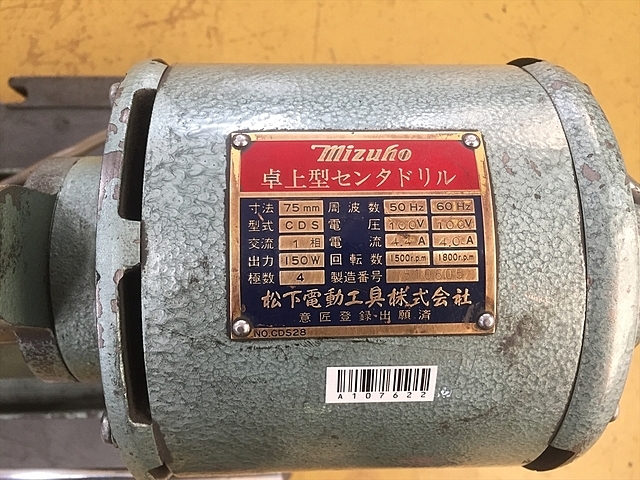 Mizuho
卓上型センタドリル
寸法 75mm 周波数 50Hz 60Hz
型式 CDS 電圧 100V 100V
交流 1相 電流 4.4A 4.0A
出力 150W 回転数 1500r.p.m 1800r.p.m
極数 4 製造番号
松下電動工具株式会社
意匠登録出願済
NO.CDS28
A107622